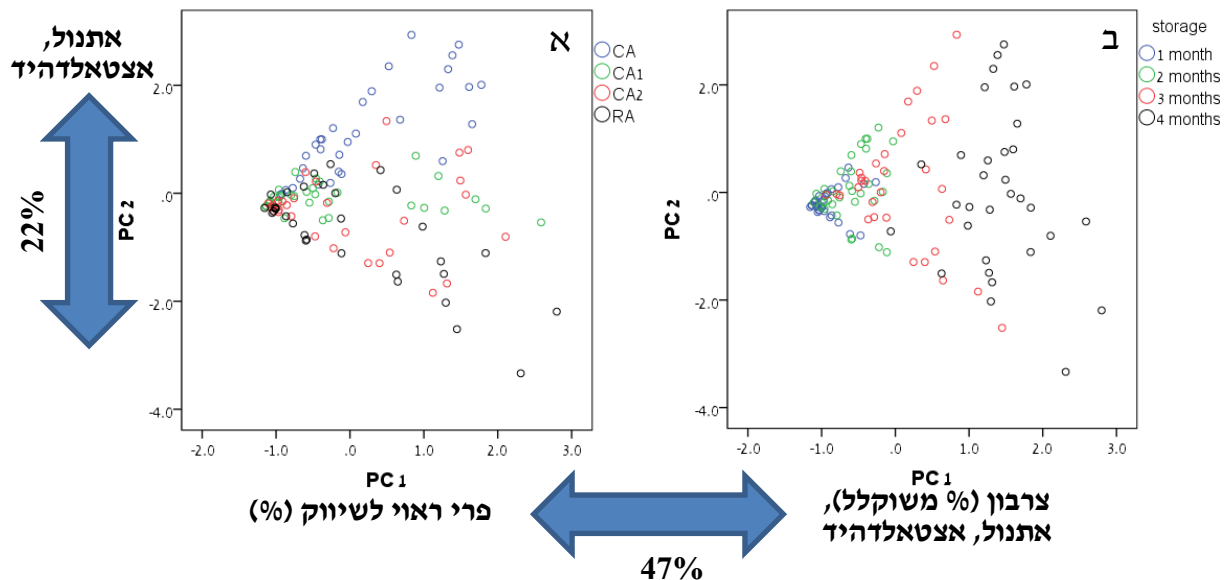 אתנול,
אצטאלדהיד
22%
א
CA
CA1
CA2
RA
2.0
.0
-2.0
-4.0
PC 2
-2.0 -1.0 .0 1.0 2.0 3.0
PC 1
ב
storage
1 month
2 months
3 months
4 months
2.0
.0
-2.0
-4.0
PC 2
-2.0 -1.0 .0 1.0 2.0 3.0
PC 1
פרי ראוי לשיווק (%)
צרבון (% משוקלל),
אתנול, אצטאלדהיד
47%